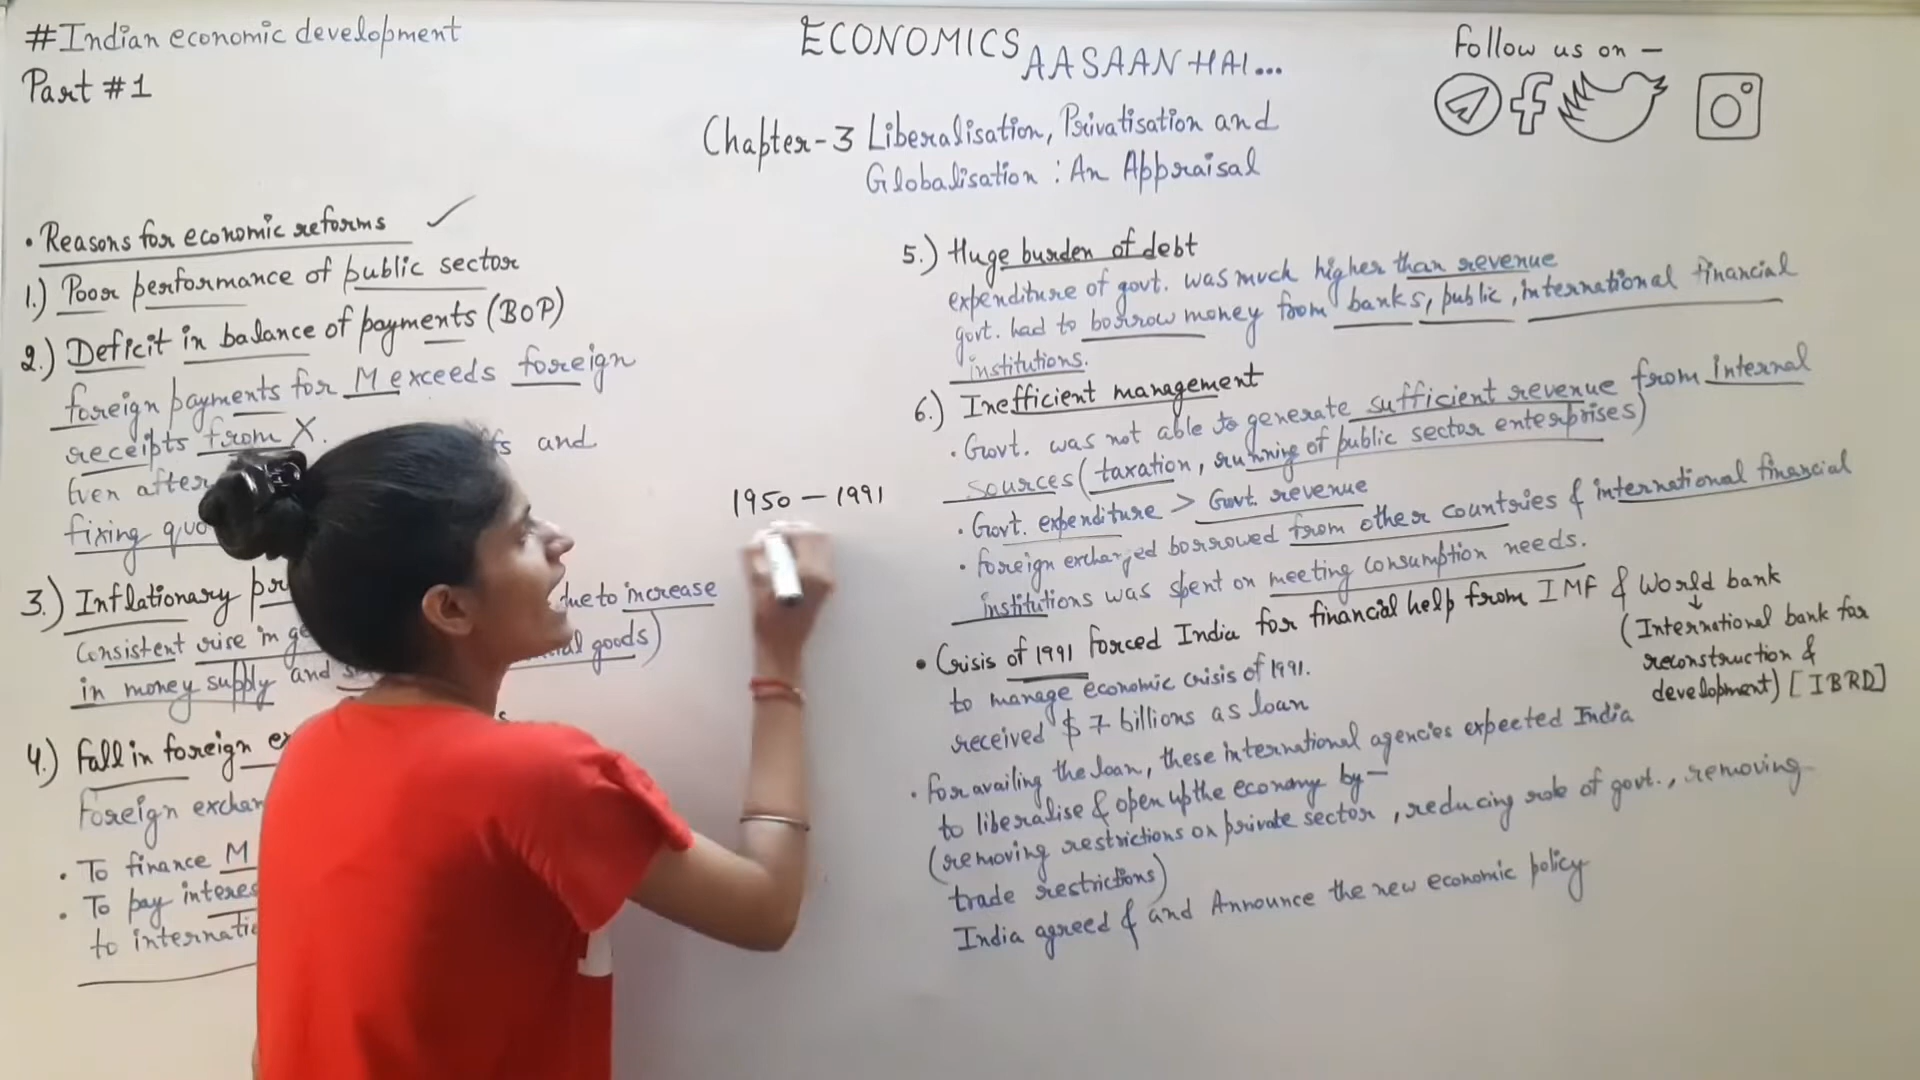 #Indian economic development
Part #1
ECONOMICS
AASAAN HAI...
Follow us on –
Chapter-3 Liberalisation, Privatisation and
Globalisation : An Appraisal
• Reasons for economic reforms ✓
1.) Poor performance of public sector
2.) Deficit in balance of payments (BOP)
foreign payments for M exceeds foreign
receipts from X.
and
Even after
fixing
3.) Inflationary
due to increase
Consistent rise in
goods)
in money supply and
4.) Fall in foreign
Foreign
• To finance M
• To pay
to
1950 – 1991
5.) Huge burden of debt
expenditure of govt. was much higher than revenue
govt. had to borrow money from banks, public, international financial
institutions.
6.) Inefficient management
• Govt. was not able to generate sufficient revenue from internal
sources (taxation, running of public sector enterprises)
• Govt. expenditure > Govt. revenue
• Foreign borrowed from other countries & international financial
institutions was spent on meeting consumption needs.
• Crisis of 1991 forced India for financial help from IMF & World bank
(International bank for
reconstruction &
development) [IBRD]
to manage economic crisis of 1991.
received $ 7 billions as loan
• For availing the loan, these international agencies expected India
to liberalise & open up the economy by –
(removing restrictions on private sector, reducing role of govt., removing
trade restrictions)
India agreed & and Announce the new economic policy